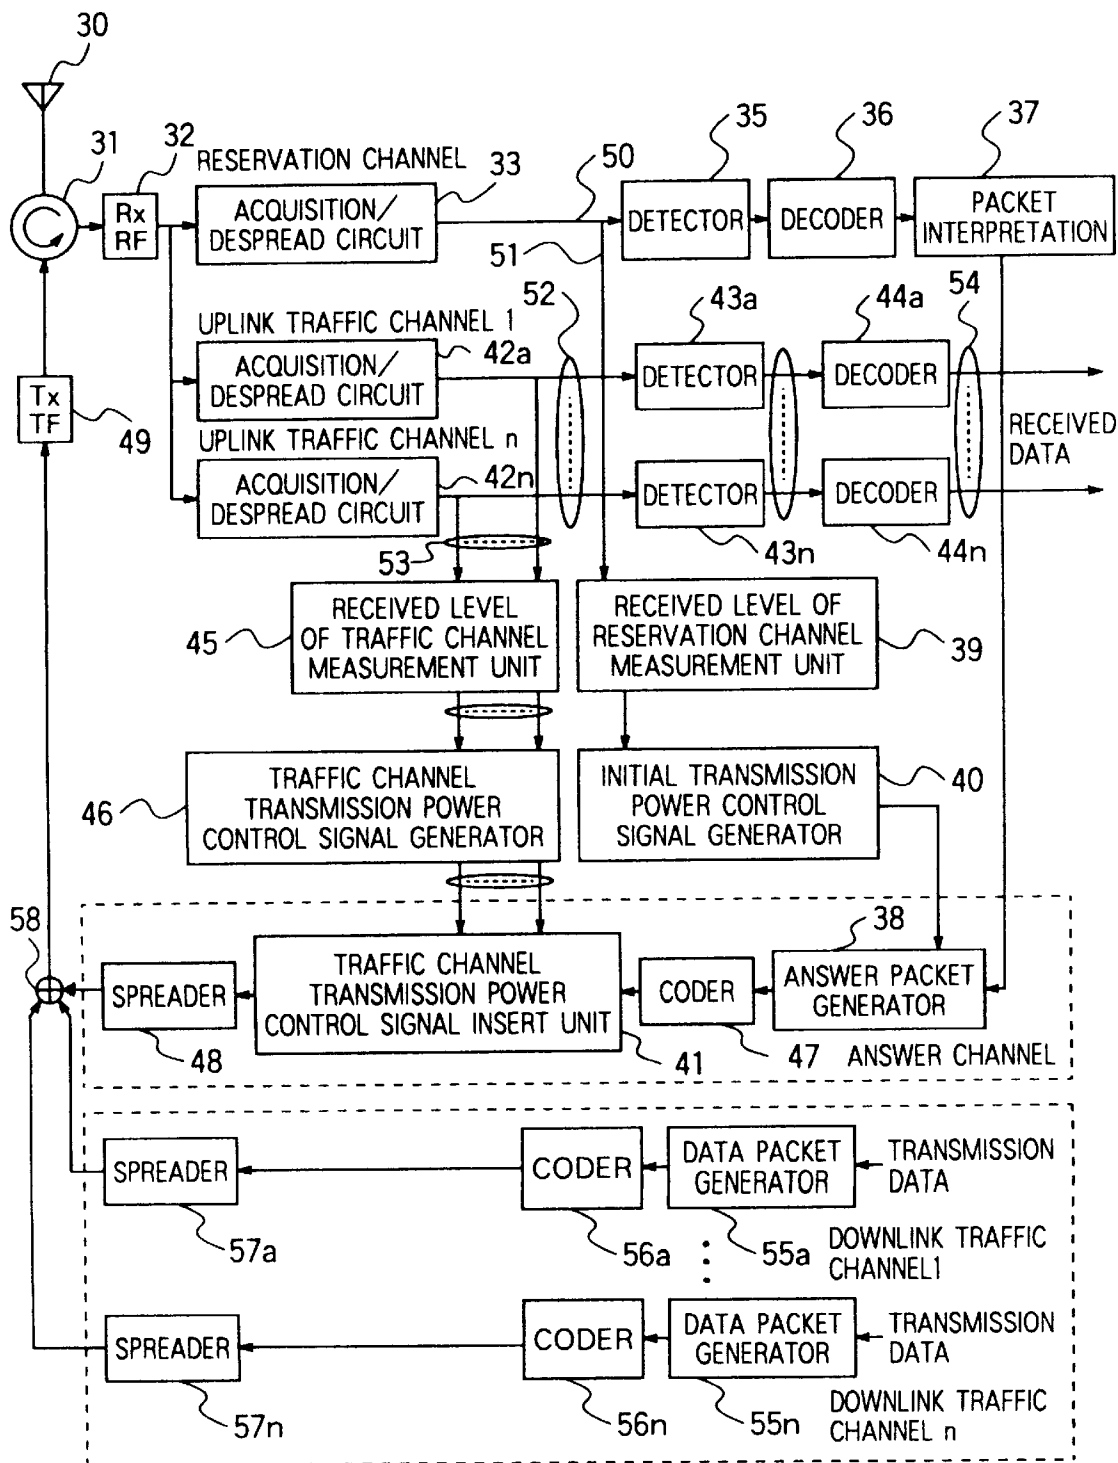 30
35
36
37
31
32
RESERVATION CHANNEL
33
50
Rx
RF
ACQUISITION/
DESPREAD CIRCUIT
DETECTOR
DECODER
PACKET
INTERPRETATION
51
52
43a
44a
54
UPLINK TRAFFIC CHANNEL 1
42a
ACQUISITION/
DESPREAD CIRCUIT
DETECTOR
DECODER
Tx
TF
49
UPLINK TRAFFIC CHANNEL n
RECEIVED
DATA
42n
ACQUISITION/
DESPREAD CIRCUIT
DETECTOR
DECODER
53
43n
44n
45
RECEIVED LEVEL
OF TRAFFIC CHANNEL
MEASUREMENT UNIT
RECEIVED LEVEL OF
RESERVATION CHANNEL
MEASUREMENT UNIT
39
46
TRAFFIC CHANNEL
TRANSMISSION POWER
CONTROL SIGNAL GENERATOR
INITIAL TRANSMISSION
POWER CONTROL
SIGNAL GENERATOR
40
58
38
SPREADER
TRAFFIC CHANNEL
TRANSMISSION POWER
CONTROL SIGNAL INSERT UNIT
CODER
ANSWER PACKET
GENERATOR
48
41
47
ANSWER CHANNEL
SPREADER
CODER
DATA PACKET
GENERATOR
TRANSMISSION
DATA
57a
56a
55a
DOWNLINK TRAFFIC
CHANNEL1
SPREADER
CODER
DATA PACKET
GENERATOR
TRANSMISSION
DATA
57n
56n
55n
DOWNLINK TRAFFIC
CHANNEL n